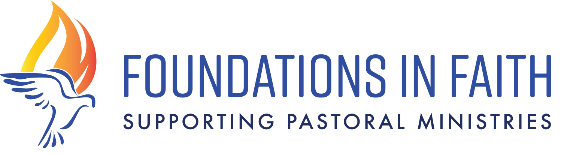 FOUNDATIONS IN FAITH
SUPPORTING PASTORAL MINISTRIES